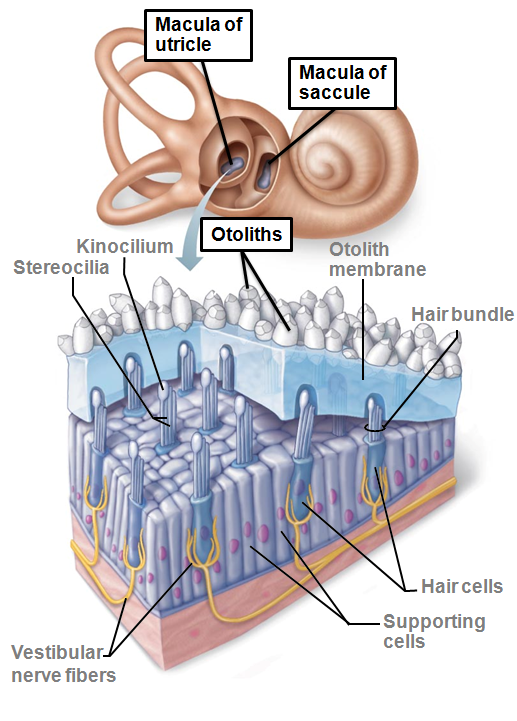 Macula of
utricle
Macula of
saccule
Otoliths
Kinocilium
Stereocilia
Otolith
membrane
Hair bundle
Hair cells
Supporting
cells
Vestibular
nerve fibers